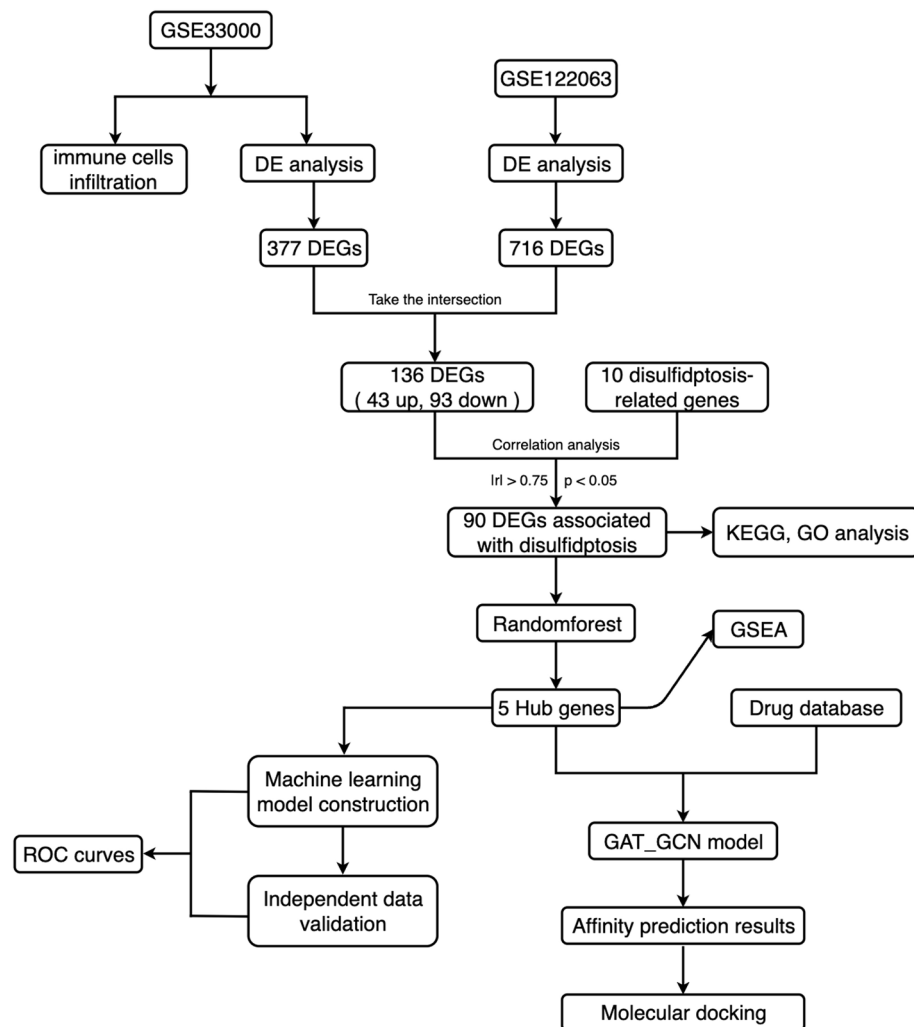 GSE33000
GSE122063
immune cells
infiltration
DE analysis
DE analysis
377 DEGs
716 DEGs
Take the intersection
136 DEGs
( 43 up, 93 down )
10 disulfidptosis-
related genes
Correlation analysis
|r| > 0.75
p < 0.05
90 DEGs associated
with disulfidptosis
KEGG, GO analysis
Randomforest
GSEA
5 Hub genes
Drug database
Machine learning
model construction
ROC curves
GAT_GCN model
Independent data
validation
Affinity prediction results
Molecular docking